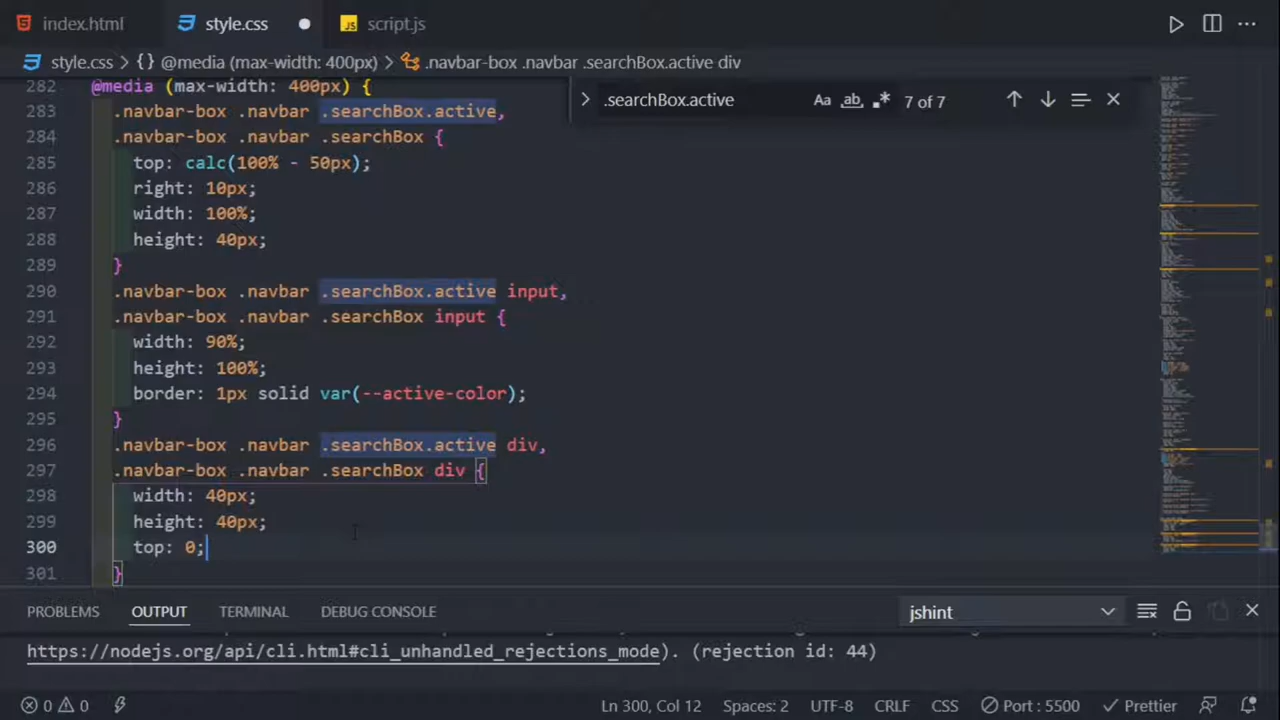 index.html
style.css
JS script.js
style.css > {} @media (max-width: 400px) > .navbar-box .navbar .searchBox.active div
282 @media (max-width: 400px) {
.searchBox.active Aa ab 7 of 7
283 .navbar-box .navbar .searchBox.active,
284 .navbar-box .navbar .searchBox {
285 top: calc(100% - 50px);
286 right: 10px;
287 width: 100%;
288 height: 40px;
289 }
290 .navbar-box .navbar .searchBox.active input,
291 .navbar-box .navbar .searchBox input {
292 width: 90%;
293 height: 100%;
294 border: 1px solid var(--active-color);
295 }
296 .navbar-box .navbar .searchBox.active div,
297 .navbar-box .navbar .searchBox div {
298 width: 40px;
299 height: 40px;
300 top: 0;
301 }
PROBLEMS OUTPUT TERMINAL DEBUG CONSOLE jshint
https://nodejs.org/api/cli.html#cli_unhandled_rejections_mode). (rejection id: 44)
0 0 Ln 300, Col 12 Spaces: 2 UTF-8 CRLF CSS Port : 5500 Prettier